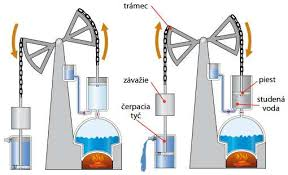 trámec
závažie
čerpacia
tyč
piest
studená
voda